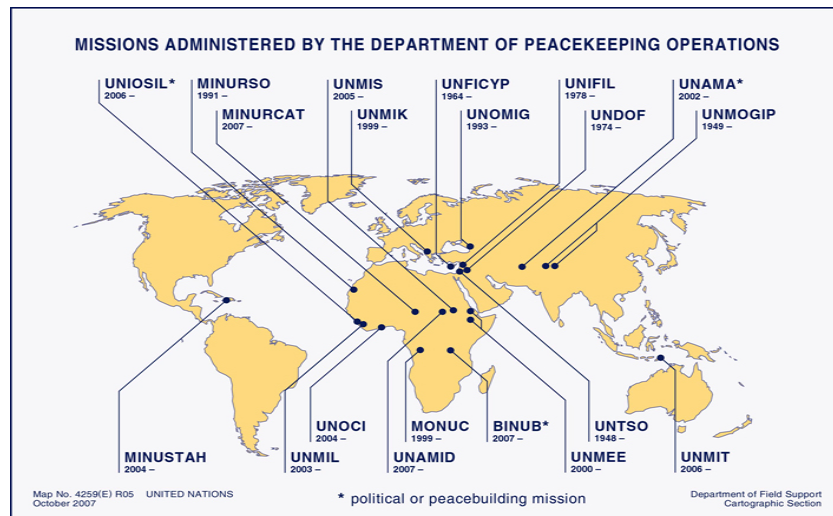 MISSIONS ADMINISTERED BY THE DEPARTMENT OF PEACEKEEPING OPERATIONS
UNIOSIL* MINURSO UNMIS UNFICYP UNIFIL UNAMA*
2006 – 1991 – 2005 – 1964 – 1978 – 2002 –
MINURCAT UNMIK UNOMIG UNDOF UNMOGIP
2007 – 1999 – 1993 – 1974 – 1949 –
UNOCI MONUC BINUB* UNTSO
2004 – 1999 – 2007 – 1948 –
MINUSTAH UNMIL UNAMID UNMEE UNMIT
2004 – 2003 – 2007 – 2000 – 2006 –
Map No. 4259(E) R05 UNITED NATIONS
October 2007
* political or peacebuilding mission
Department of Field Support
Cartographic Section